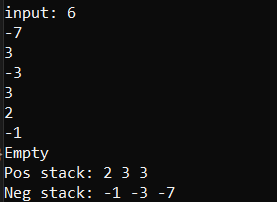 input: 6
-7
3
-3
3
2
-1
Empty
Pos stack: 2 3 3
Neg stack: -1 -3 -7